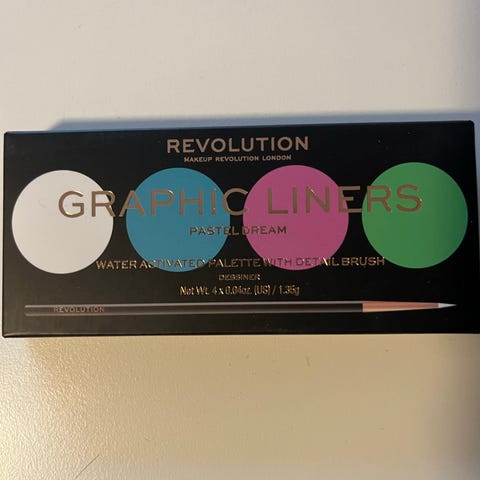 REVOLUTION
MAKEUP REVOLUTION LONDON
GRAPHIC LINERS
PASTEL DREAM
WATER ACTIVATED PALETTE WITH DETAIL BRUSH
DESSINER
Net Wt. 4 x 0.04oz. (US) / 1.35g
REVOLUTION